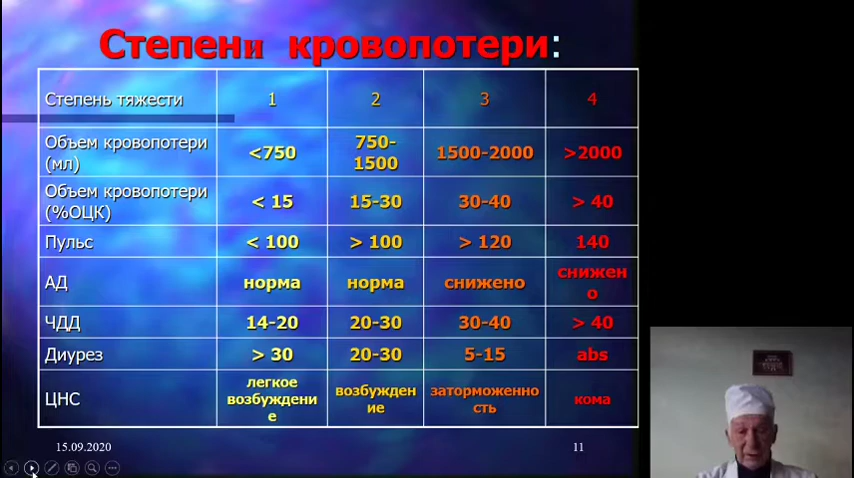 Степени кровопотери:
Степень тяжести 1 2 3 4
Объем кровопотери
(мл)
<750
750-
1500
1500-2000
>2000
Объем кровопотери
(%ОЦК)
< 15
15-30
30-40
> 40
Пульс < 100 > 100 > 120 140
АД норма норма снижено
снижен
о
ЧДД 14-20 20-30 30-40 > 40
Диурез > 30 20-30 5-15 abs
ЦНС
легкое
возбуждени
е
возбужден
ие
заторможенно
сть
кома
15.09.2020 11